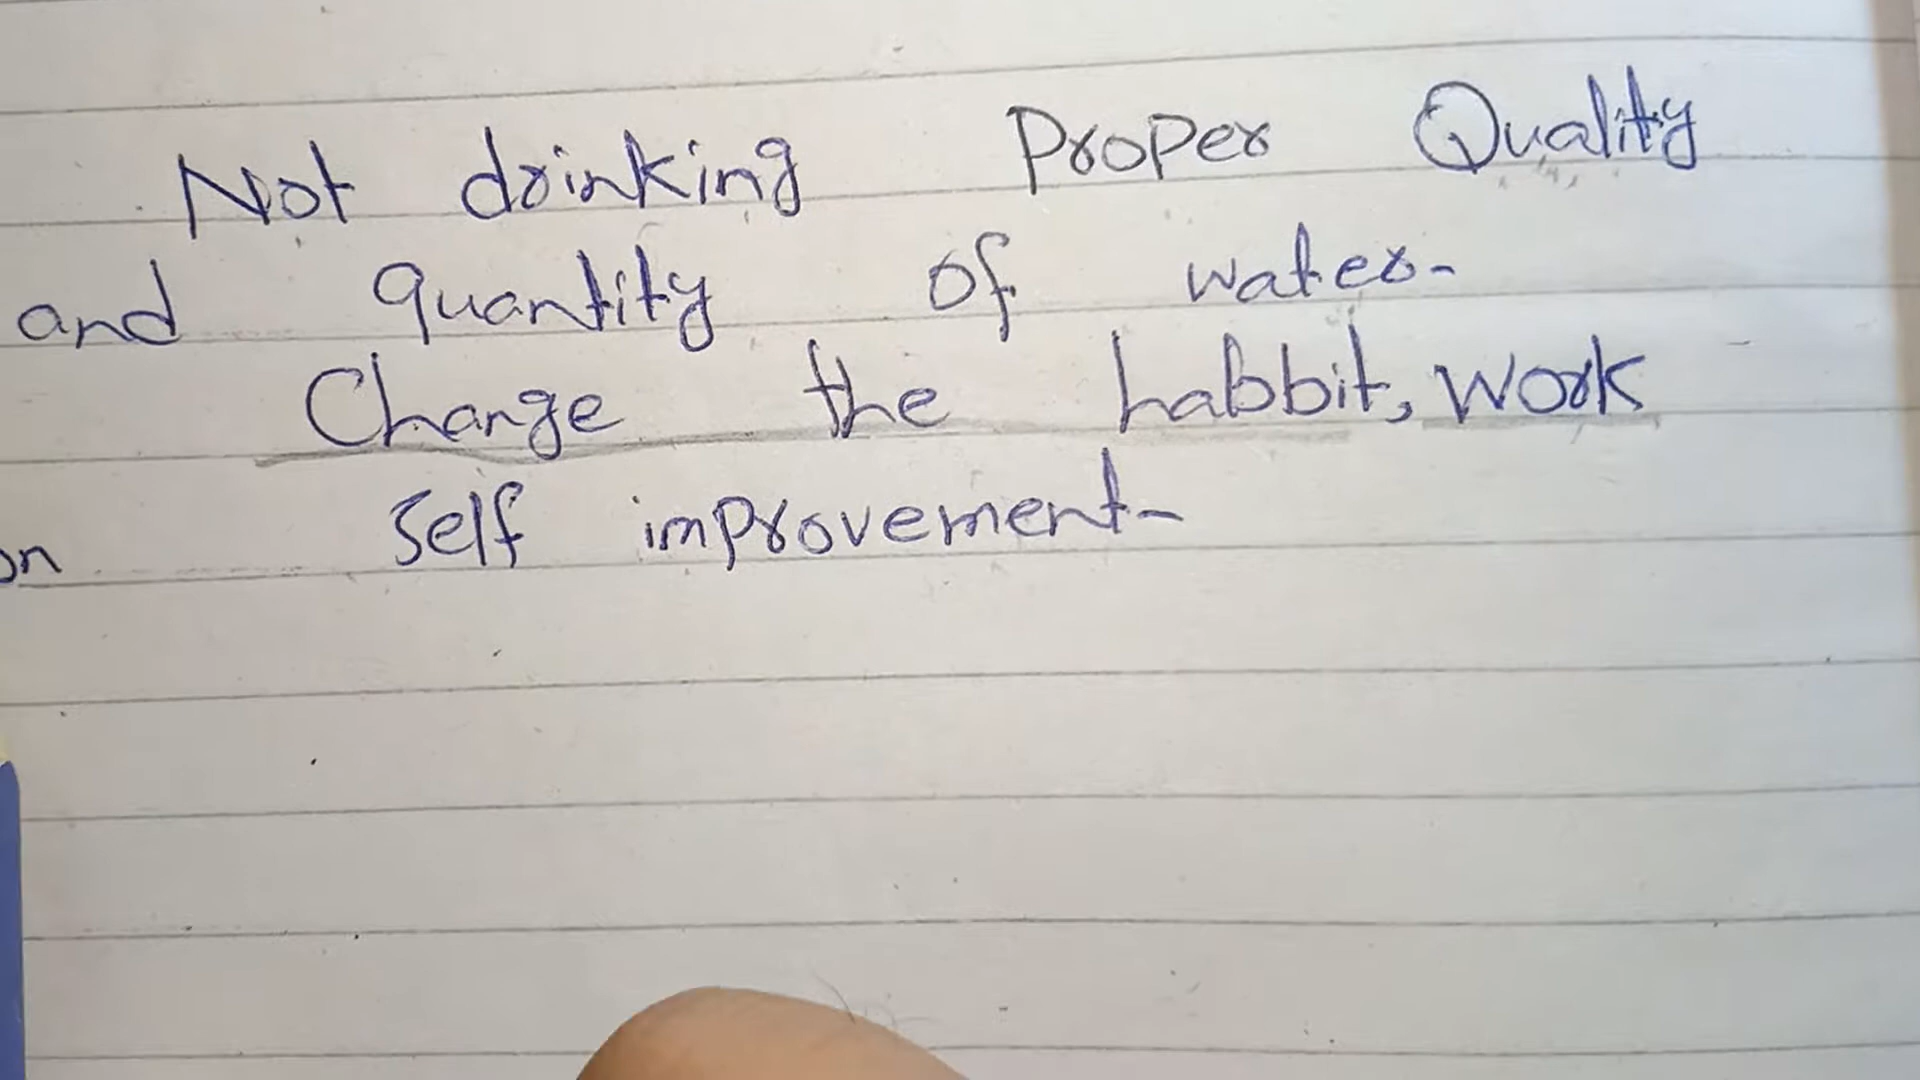 Not drinking Proper Quality
and quantity of water-
Change the habbit, work
on self improvement-